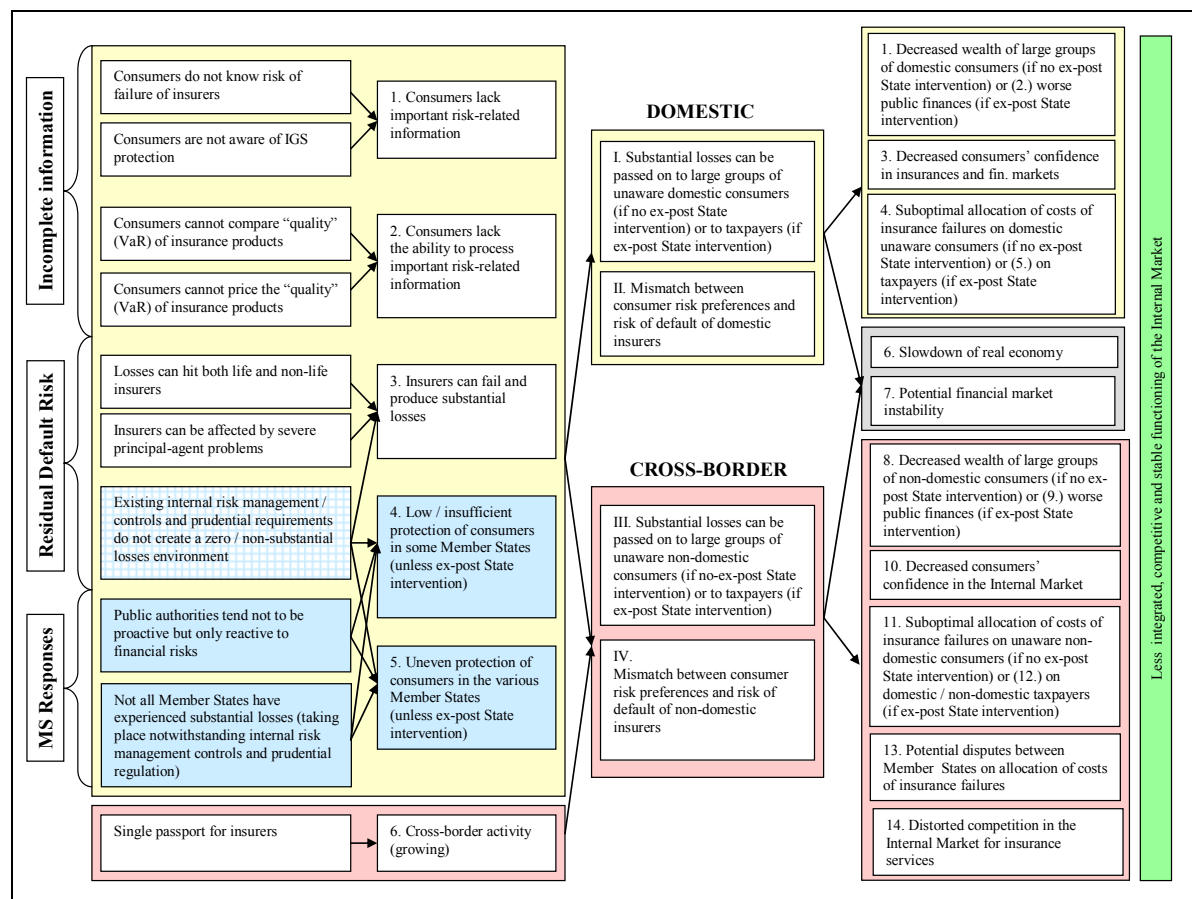 Incomplete information
Residual Default Risk
MS Responses
Consumers do not know risk of
failure of insurers
Consumers are not aware of IGS
protection
Consumers cannot compare “quality”
(VaR) of insurance products
Consumers cannot price the “quality”
(VaR) of insurance products
Losses can hit both life and non-life
insurers
Insurers can be affected by severe
principal-agent problems
Existing internal risk management /
controls and prudential requirements
do not create a zero / non-substantial
losses environment
Public authorities tend not to be
proactive but only reactive to
financial risks
Not all Member States have
experienced substantial losses (taking
place notwithstanding internal risk
management controls and prudential
regulation)
Single passport for insurers
1. Consumers lack
important risk-related
information
2. Consumers lack
the ability to process
important risk-related
information
3. Insurers can fail and
produce substantial
losses
4. Low / insufficient
protection of consumers
in some Member States
(unless ex-post State
intervention)
5. Uneven protection of
consumers in the various
Member States
(unless ex-post State
intervention)
6. Cross-border activity
(growing)
DOMESTIC
I. Substantial losses can be
passed on to large groups of
unaware domestic consumers
(if no ex-post State
intervention) or to taxpayers (if
ex-post State intervention)
II. Mismatch between
consumer risk preferences and
risk of default of domestic
insurers
CROSS-BORDER
III. Substantial losses can be
passed on to large groups of
unaware non-domestic
consumers (if no-ex-post State
intervention) or to taxpayers (if
ex-post State intervention)
IV.
Mismatch between consumer
risk preferences and risk of
default of non-domestic
insurers
1. Decreased wealth of large groups
of domestic consumers (if no ex-post
State intervention) or (2.) worse
public finances (if ex-post State
intervention)
3. Decreased consumers’ confidence
in insurances and fin. markets
4. Suboptimal allocation of costs of
insurance failures on domestic
unaware consumers (if no ex-post
State intervention) or (5.) on
taxpayers (if ex-post State
intervention)
6. Slowdown of real economy
7. Potential financial market
instability
8. Decreased wealth of large groups
of non-domestic consumers (if no ex-
post State intervention) or (9.) worse
public finances (if ex-post State
intervention)
10. Decreased consumers’
confidence in the Internal Market
11. Suboptimal allocation of costs of
insurance failures on unaware non-
domestic consumers (if no ex-post
State intervention) or (12.) on
domestic / non-domestic taxpayers
(if ex-post State intervention)
13. Potential disputes between
Member States on allocation of costs
of insurance failures
14. Distorted competition in the
Internal Market for insurance
services
Less integrated, competitive and stable functioning of the Internal Market